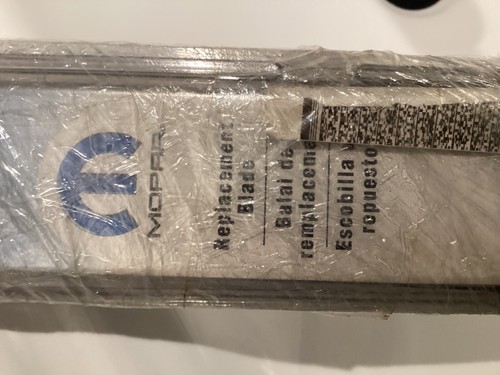 MOPAR
Replacement
Blade
Balai de
remplaceme
Escobilla
repuesto